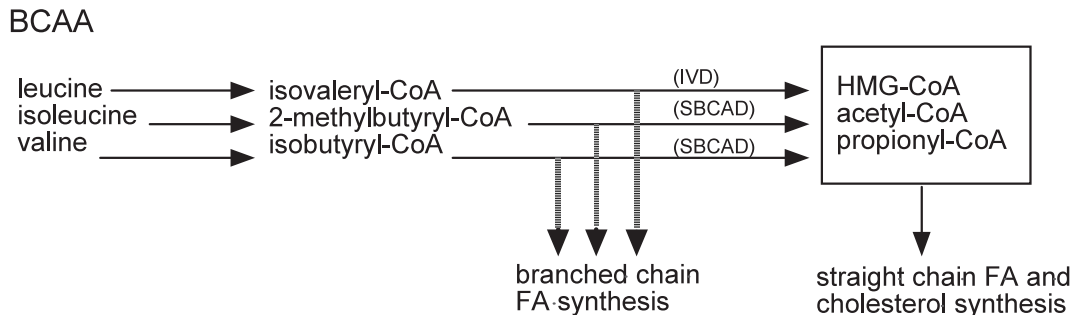 BCAA
leucine
isoleucine
valine
isovaleryl-CoA
2-methylbutyryl-CoA
isobutyryl-CoA
(IVD)
(SBCAD)
(SBCAD)
HMG-CoA
acetyl-CoA
propionyl-CoA
branched chain
FA synthesis
straight chain FA and
cholesterol synthesis